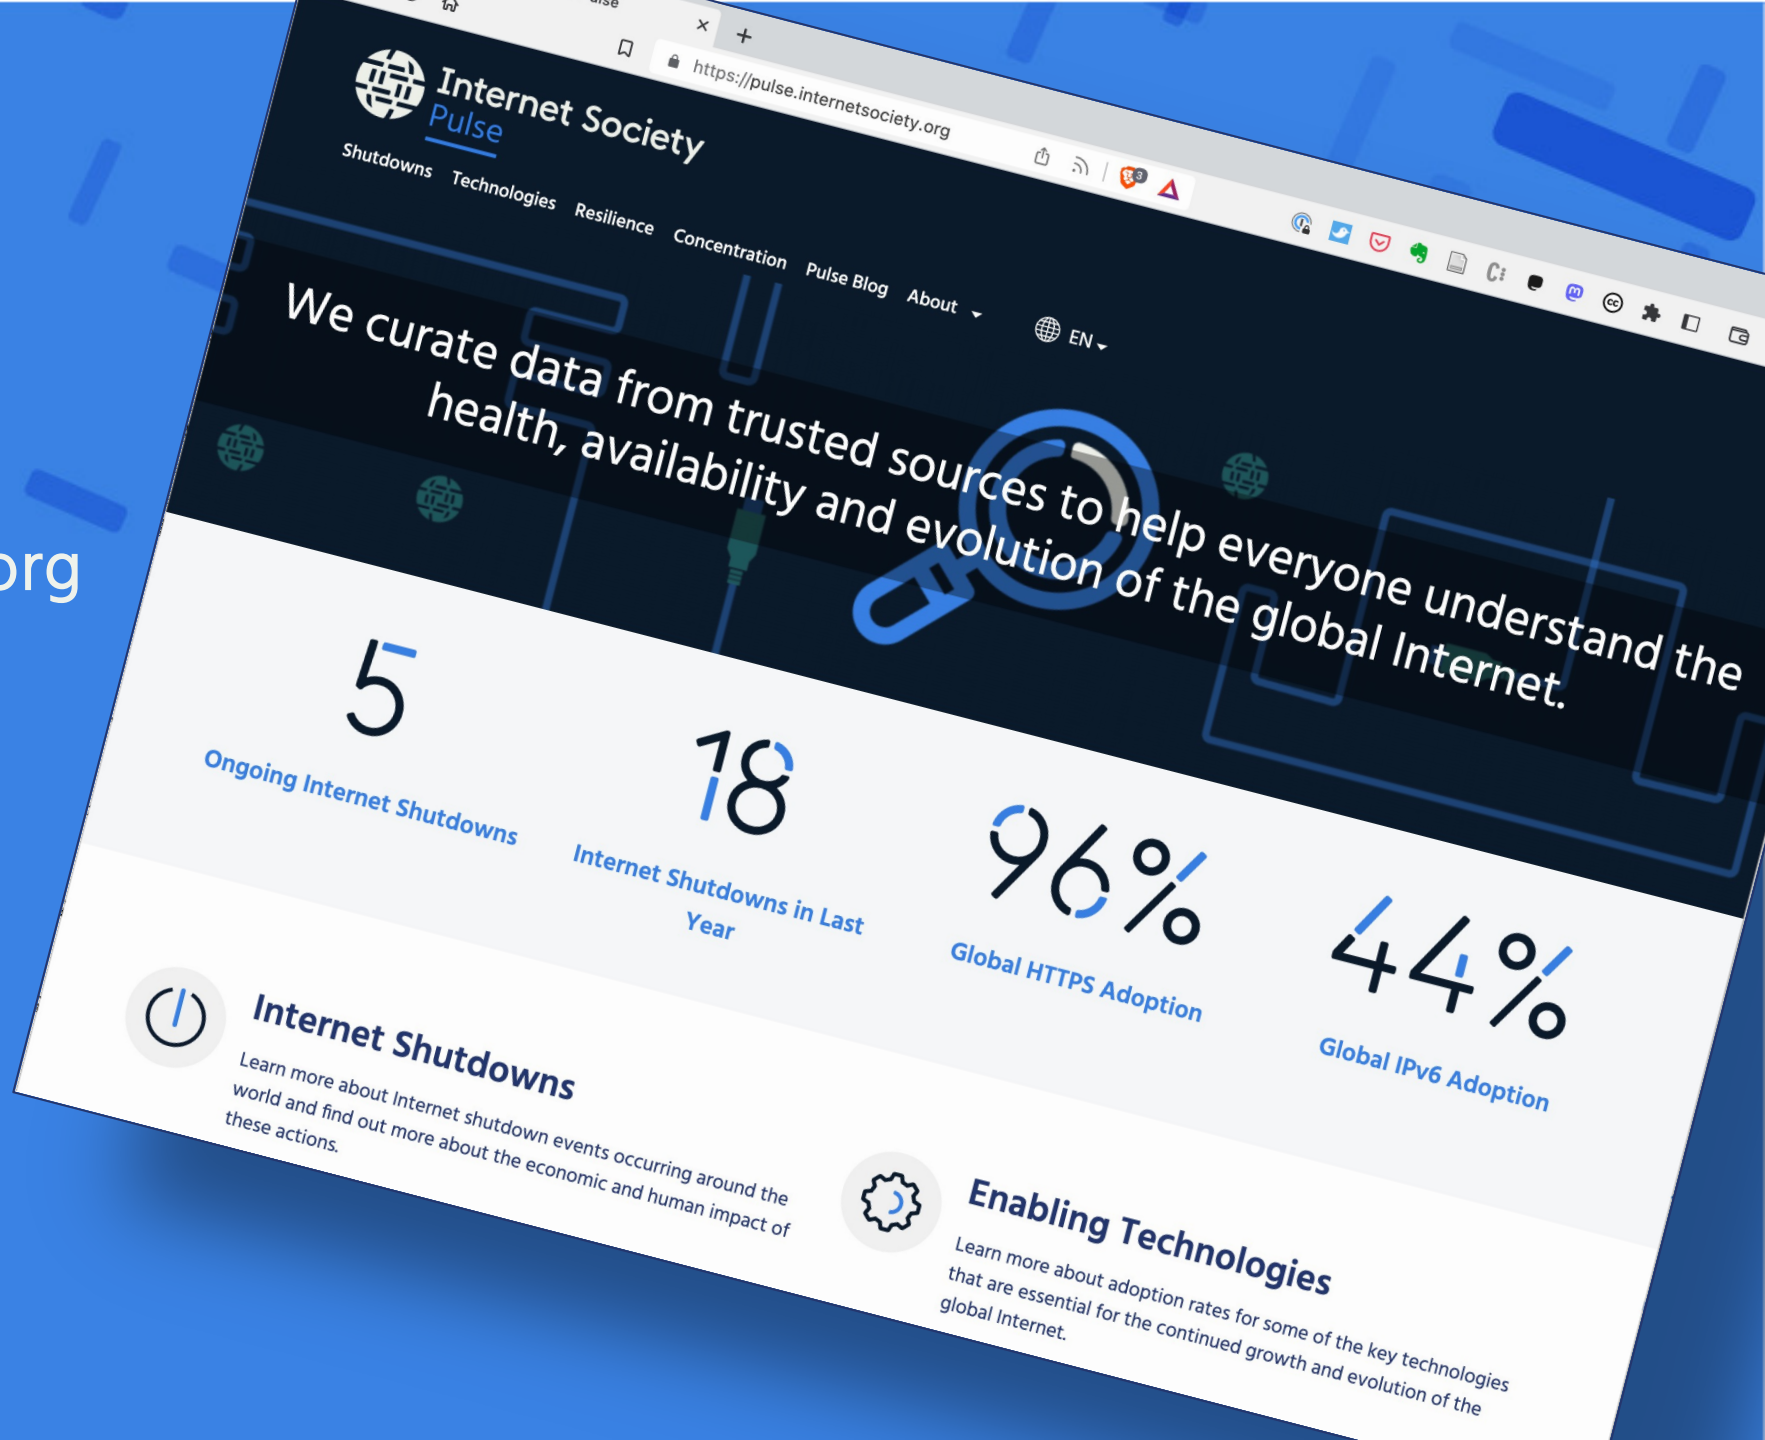 org
https://pulse.internetsociety.org
Internet Society
Pulse
Shutdowns Technologies Resilience Concentration Pulse Blog About EN
We curate data from trusted sources to help everyone understand the
health, availability and evolution of the global Internet.
5
Ongoing Internet Shutdowns
18
Internet Shutdowns in Last
Year
96%
Global HTTPS Adoption
44%
Global IPv6 Adoption
Internet Shutdowns
Learn more about Internet shutdown events occurring around the
world and find out more about the economic and human impact of
these actions.
Enabling Technologies
Learn more about adoption rates for some of the key technologies
that are essential for the continued growth and evolution of the
global Internet.